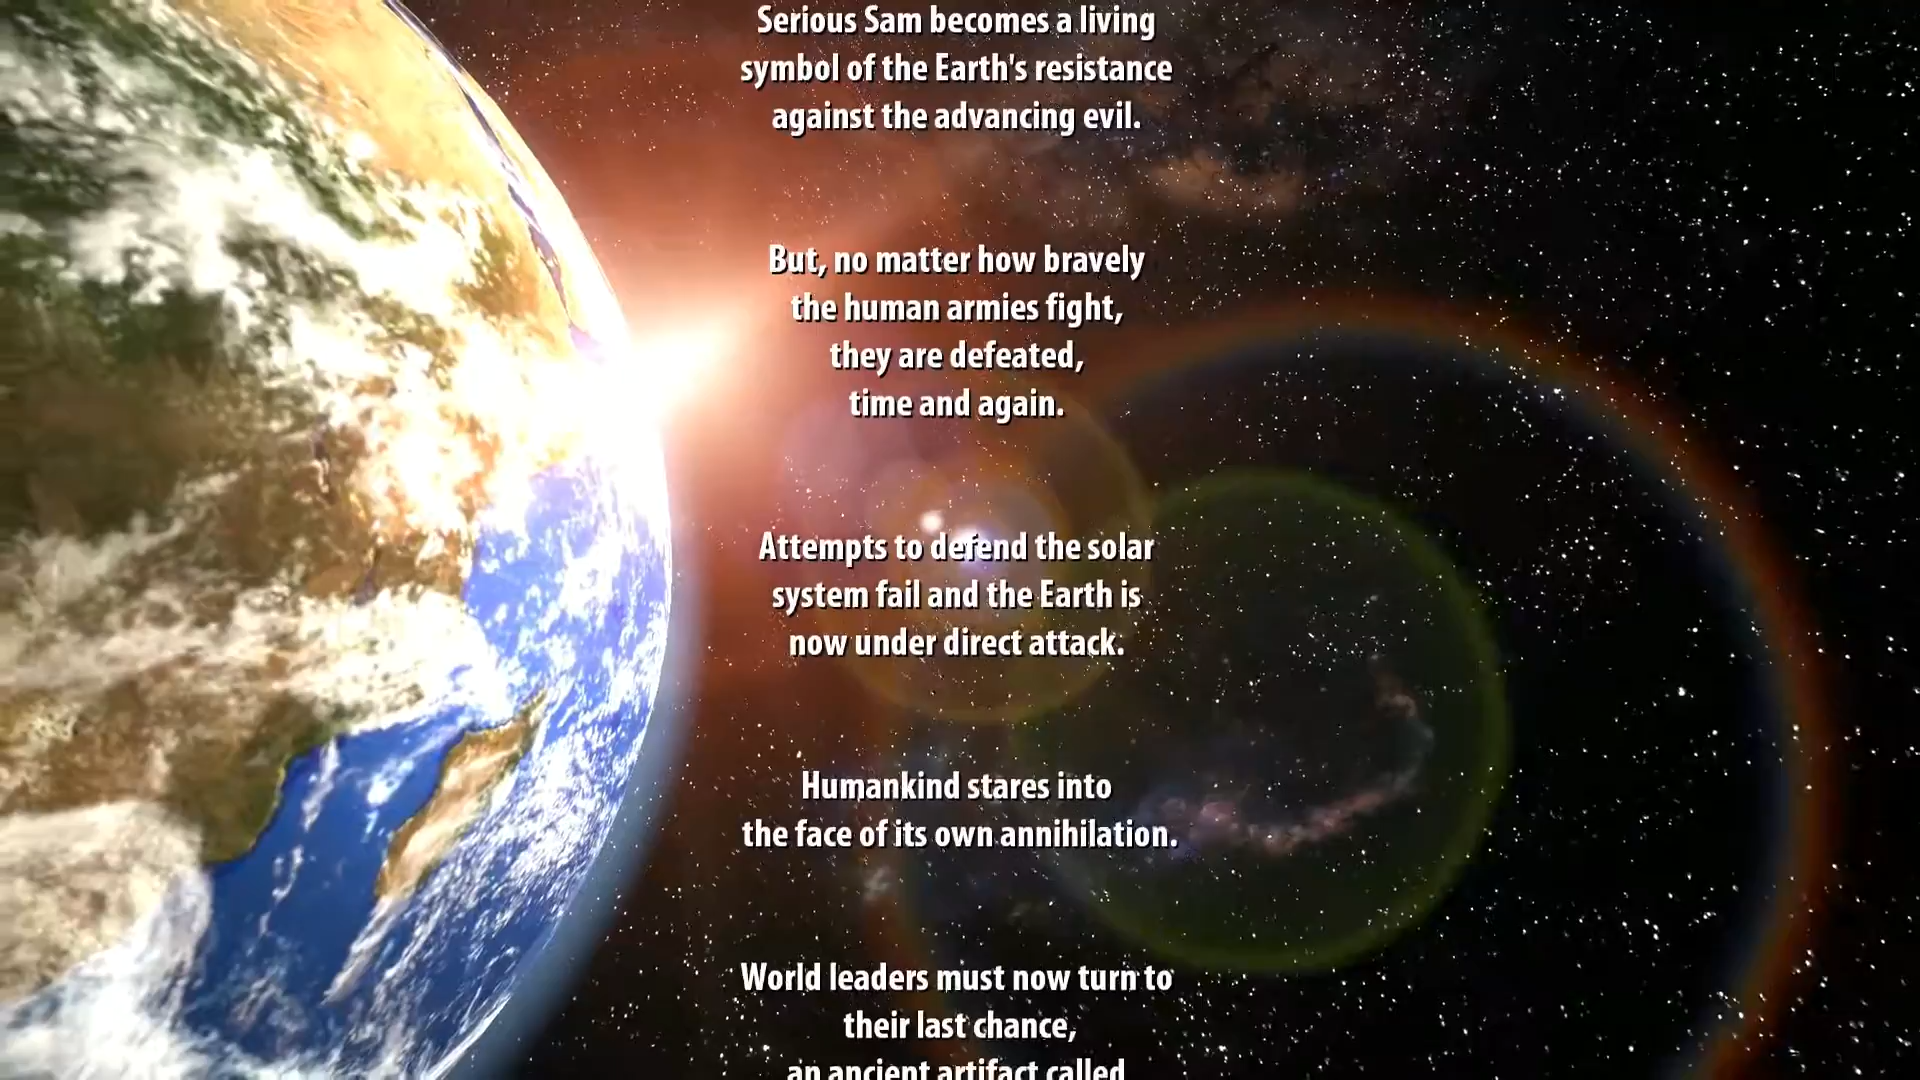 Serious Sam becomes a living
symbol of the Earth's resistance
against the advancing evil.
But, no matter how bravely
the human armies fight,
they are defeated,
time and again.
Attempts to defend the solar
system fail and the Earth is
now under direct attack.
Humankind stares into
the face of its own annihilation.
World leaders must now turn to
their last chance,
an ancient artifact called